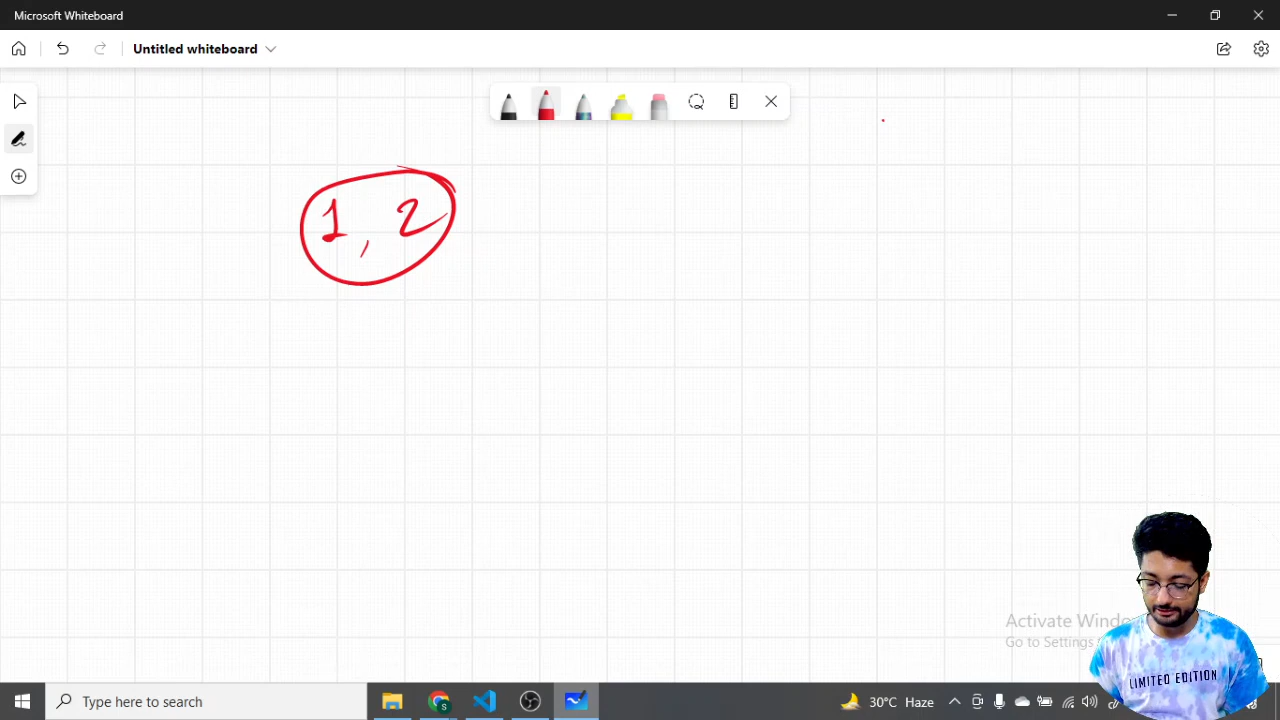 Microsoft Whiteboard
Untitled whiteboard
1, 2
Activate Windo
Go to Settings
LIMITED EDITION
Type here to search
30°C Haze